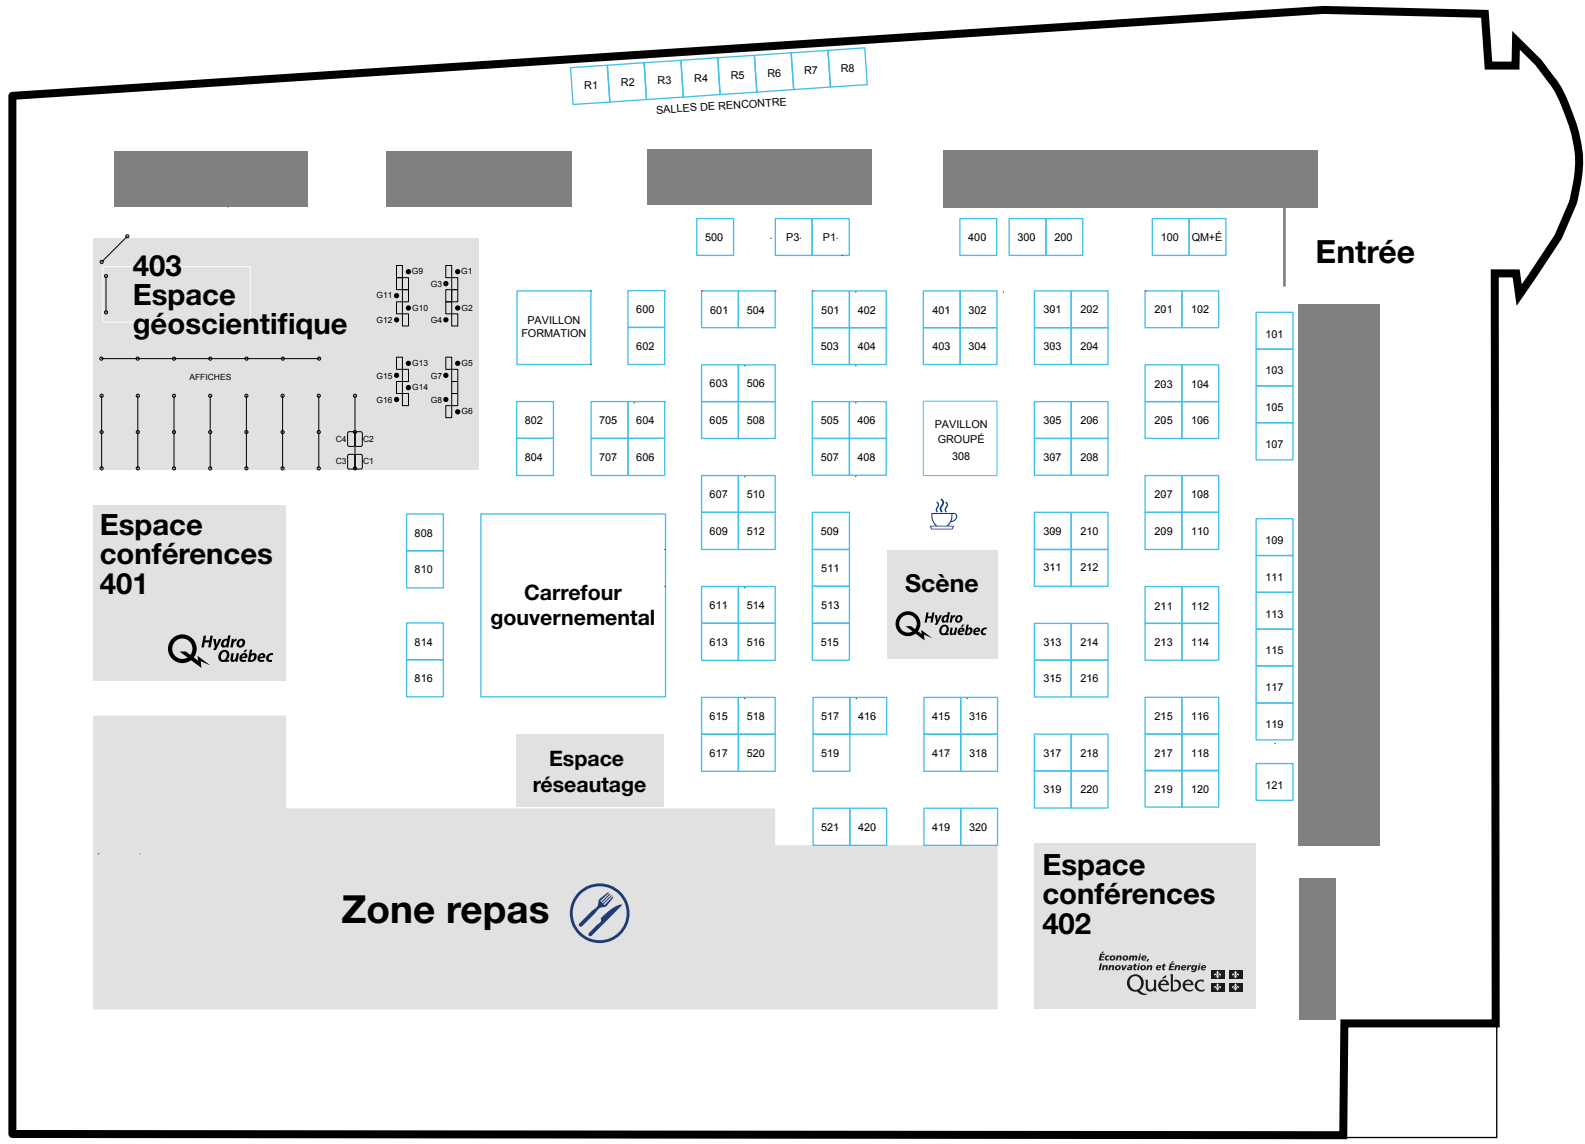 R1 R2 R3 R4 R5 R6 R7 R8
SALLES DE RENCONTRE
500 P3 P1 400 300 200 100 QM+É
Entrée
403
Espace
géoscientifique
AFFICHES
G9 G1
G3
G11
G10 G2
G12 G4
G13 G5
G15 G7
G14
G16 G8
G6
C4 C2
C3 C1
PAVILLON
FORMATION
600 601 504 501 402 401 302 301 202 201 102
602 503 404 403 304 303 204
101
103
105
107
603 506 203 104
802 705 604 605 508 505 406 305 206 205 106
804 707 606 507 408 307 208
PAVILLON
GROUPÉ
308
607 510 207 108
609 512 509 309 210 209 110
511 311 212
109
111
113
115
117
119
121
Espace
conférences
401
Hydro
Québec
808
810
814
816
Carrefour
gouvernemental
Scène
Hydro
Québec
611 514 513 211 112
613 516 515 313 214 213 114
315 216
615 518 517 416 415 316 215 116
617 520 519 417 318 317 218 217 118
319 220 219 120
521 420 419 320
Espace
réseautage
Zone repas
Espace
conférences
402
Économie,
Innovation et Énergie
Québec